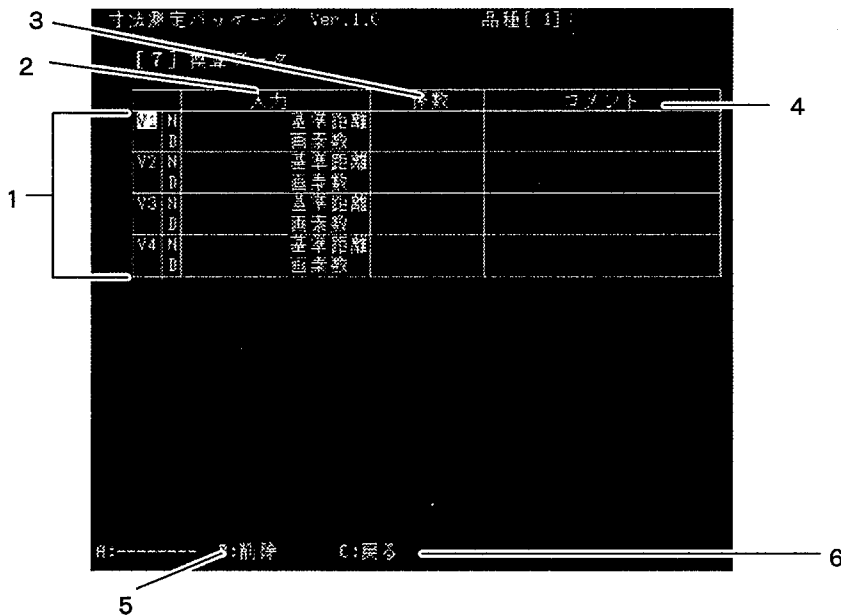 寸法測定パッケージ Ver.1.0 品種[ 1]:
3
[7] 換算データ
2
入力 係数 コメント
4
1
V1 N 基準距離
D 画素数
V2 N 基準距離
D 画素数
V3 N 基準距離
D 画素数
V4 N 基準距離
D 画素数
A:-------- B:削除 C:戻る
6
5